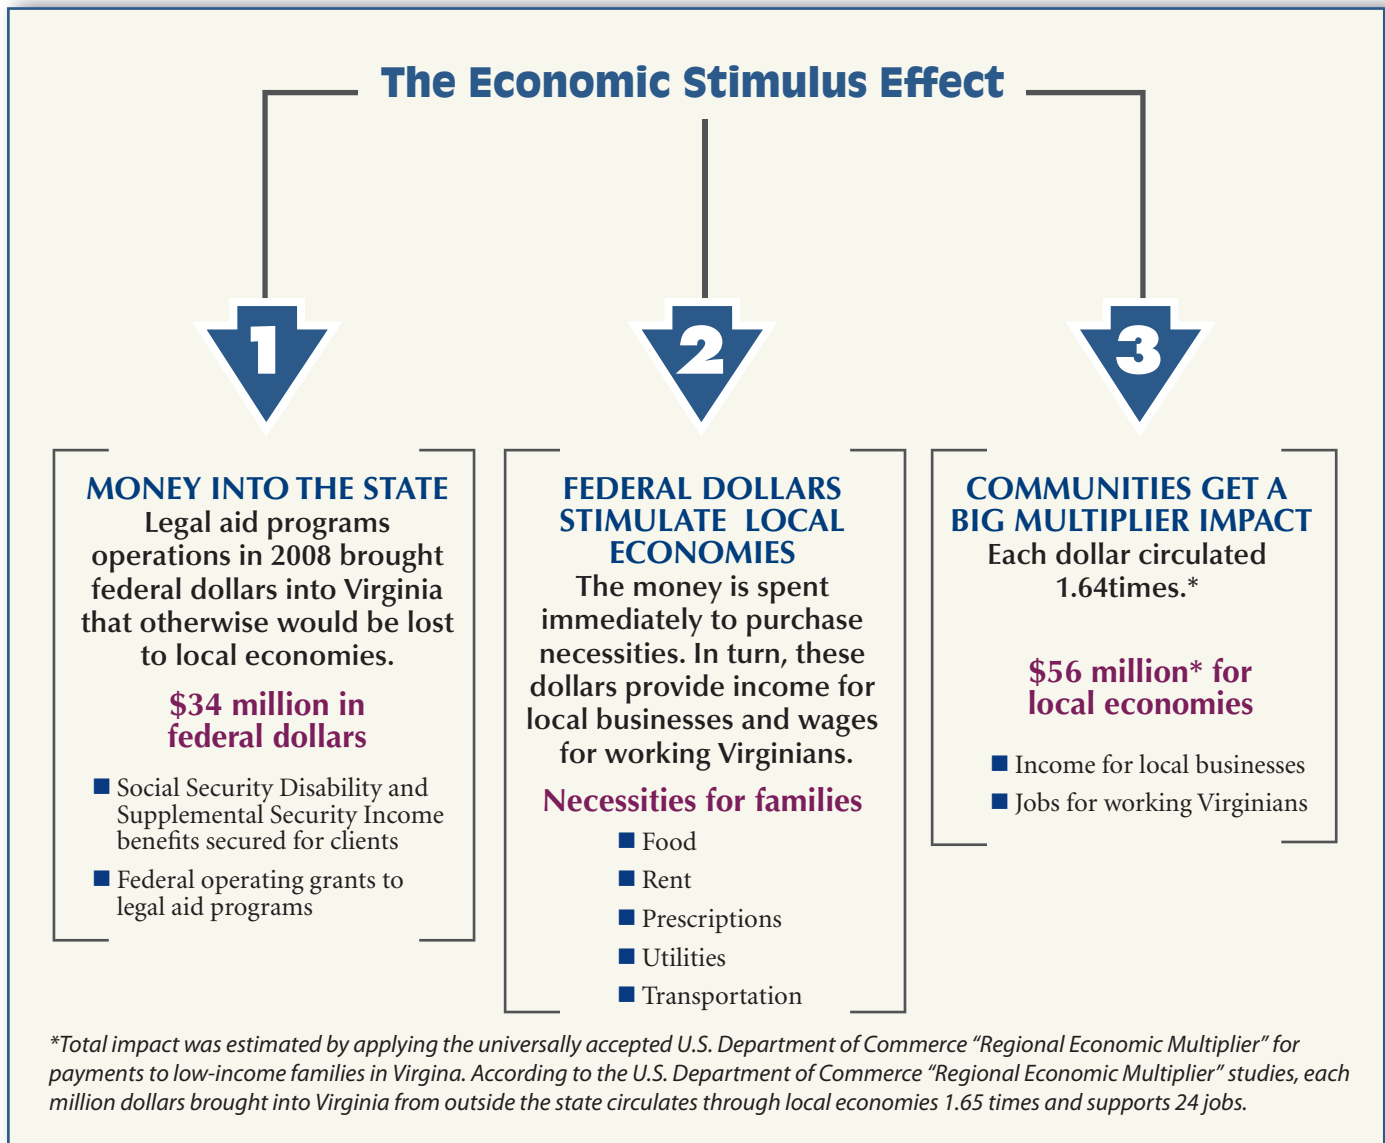 The Economic Stimulus Effect
1
2
3
MONEY INTO THE STATE
Legal aid programs
operations in 2008 brought
federal dollars into Virginia
that otherwise would be lost
to local economies.
$34 million in
federal dollars
■ Social Security Disability and
Supplemental Security Income
benefits secured for clients
■ Federal operating grants to
legal aid programs
FEDERAL DOLLARS
STIMULATE LOCAL
ECONOMIES
The money is spent
immediately to purchase
necessities. In turn, these
dollars provide income for
local businesses and wages
for working Virginians.
Necessities for families
■ Food
■ Rent
■ Prescriptions
■ Utilities
■ Transportation
COMMUNITIES GET A
BIG MULTIPLIER IMPACT
Each dollar circulated
1.64times.*
$56 million* for
local economies
■ Income for local businesses
■ Jobs for working Virginians
*Total impact was estimated by applying the universally accepted U.S. Department of Commerce “Regional Economic Multiplier” for
payments to low-income families in Virgina. According to the U.S. Department of Commerce “Regional Economic Multiplier” studies, each
million dollars brought into Virginia from outside the state circulates through local economies 1.65 times and supports 24 jobs.